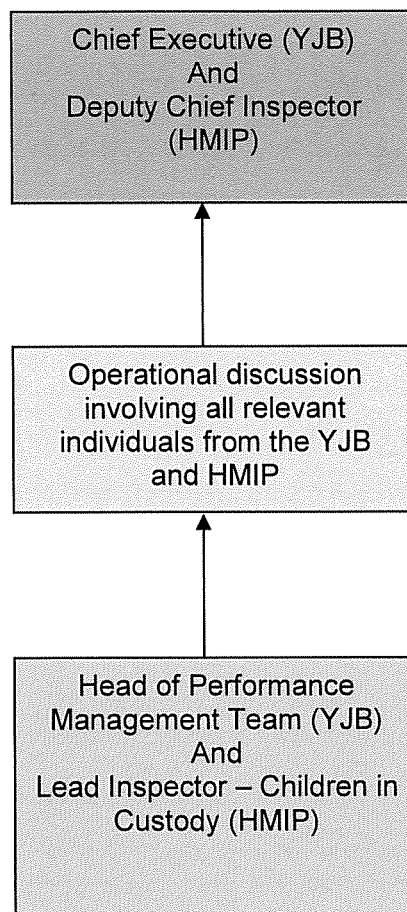 Chief Executive (YJB)
And
Deputy Chief Inspector
(HMIP)
Operational discussion
involving all relevant
individuals from the YJB
and HMIP
Head of Performance
Management Team (YJB)
And
Lead Inspector – Children in
Custody (HMIP)